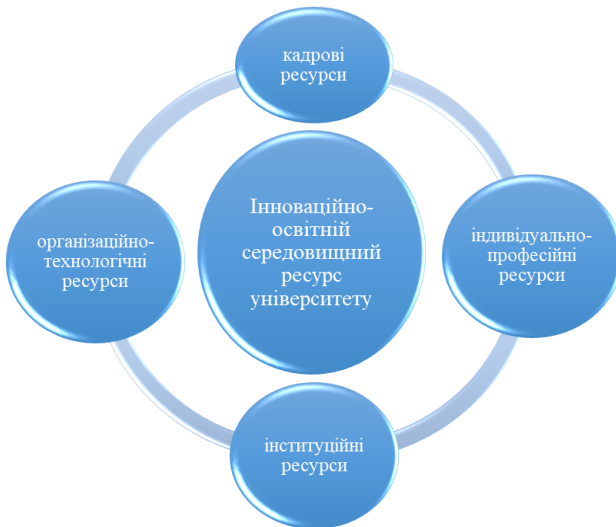 кадрові
ресурси
Інноваційно-
освітній
середовищний
ресурс
університету
організаційно-
технологічні
ресурси
індивідуально-
професійні
ресурси
інституційні
ресурси